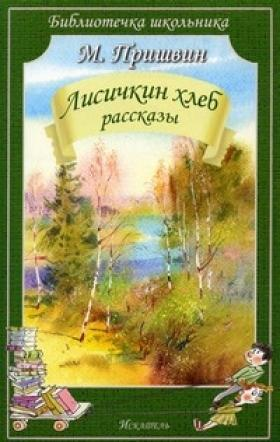 Библиотечка школьника
М. Пришвин
Лисичкин хлеб
рассказы
Искатель